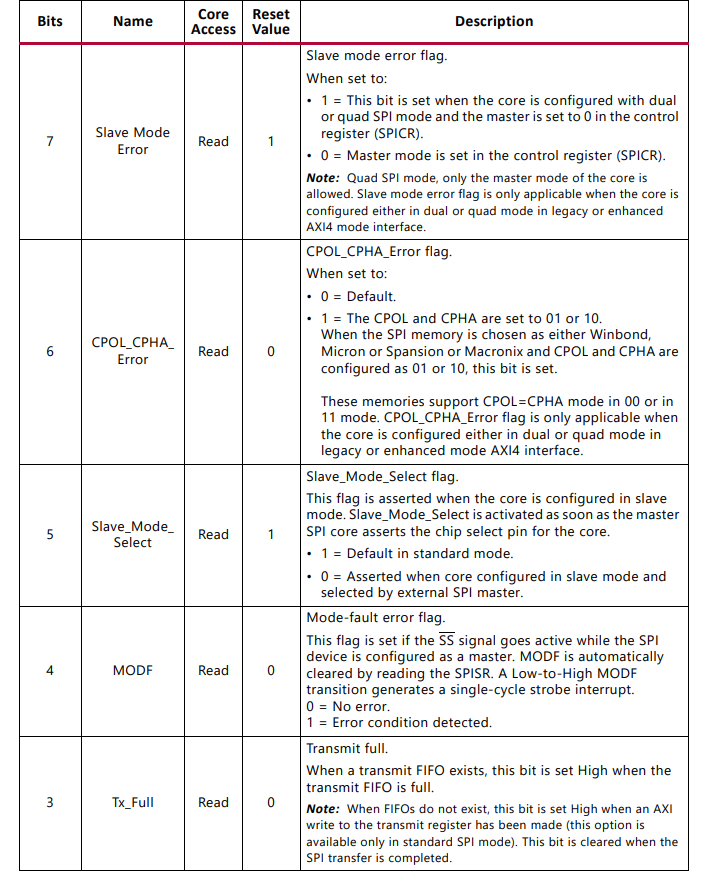 Bits Name Core Access Reset Value Description
Slave mode error flag.
When set to:
• 1 = This bit is set when the core is configured with dual
or quad SPI mode and the master is set to 0 in the control
register (SPICR).
7 Slave Mode Error Read 1
• 0 = Master mode is set in the control register (SPICR).
Note: Quad SPI mode, only the master mode of the core is
allowed. Slave mode error flag is only applicable when the core is
configured either in dual or quad mode in legacy or enhanced
AXI4 mode interface.
CPOL_CPHA_Error flag.
When set to:
• 0 = Default.
• 1 = The CPOL and CPHA are set to 01 or 10.
When the SPI memory is chosen as either Winbond,
6 CPOL_CPHA_ Error Read 0
Micron or Spansion or Macronix and CPOL and CPHA are
configured as 01 or 10, this bit is set.
These memories support CPOL=CPHA mode in 00 or in
11 mode. CPOL_CPHA_Error flag is only applicable when
the core is configured either in dual or quad mode in
legacy or enhanced mode AXI4 interface.
Slave_Mode_Select flag.
This flag is asserted when the core is configured in slave
mode. Slave_Mode_Select is activated as soon as the master
SPI core asserts the chip select pin for the core.
5 Slave_Mode_ Select Read 1
• 1 = Default in standard mode.
• 0 = Asserted when core configured in slave mode and
selected by external SPI master.
Mode-fault error flag.
This flag is set if the SS signal goes active while the SPI
device is configured as a master. MODF is automatically
4 MODF Read 0
cleared by reading the SPISR. A Low-to-High MODF
transition generates a single-cycle strobe interrupt.
0 = No error.
1 = Error condition detected.
Transmit full.
When a transmit FIFO exists, this bit is set High when the
transmit FIFO is full.
3 Tx_Full Read 0
Note: When FIFOs do not exist, this bit is set High when an AXI
write to the transmit register has been made (this option is
available only in standard SPI mode). This bit is cleared when the
SPI transfer is completed.